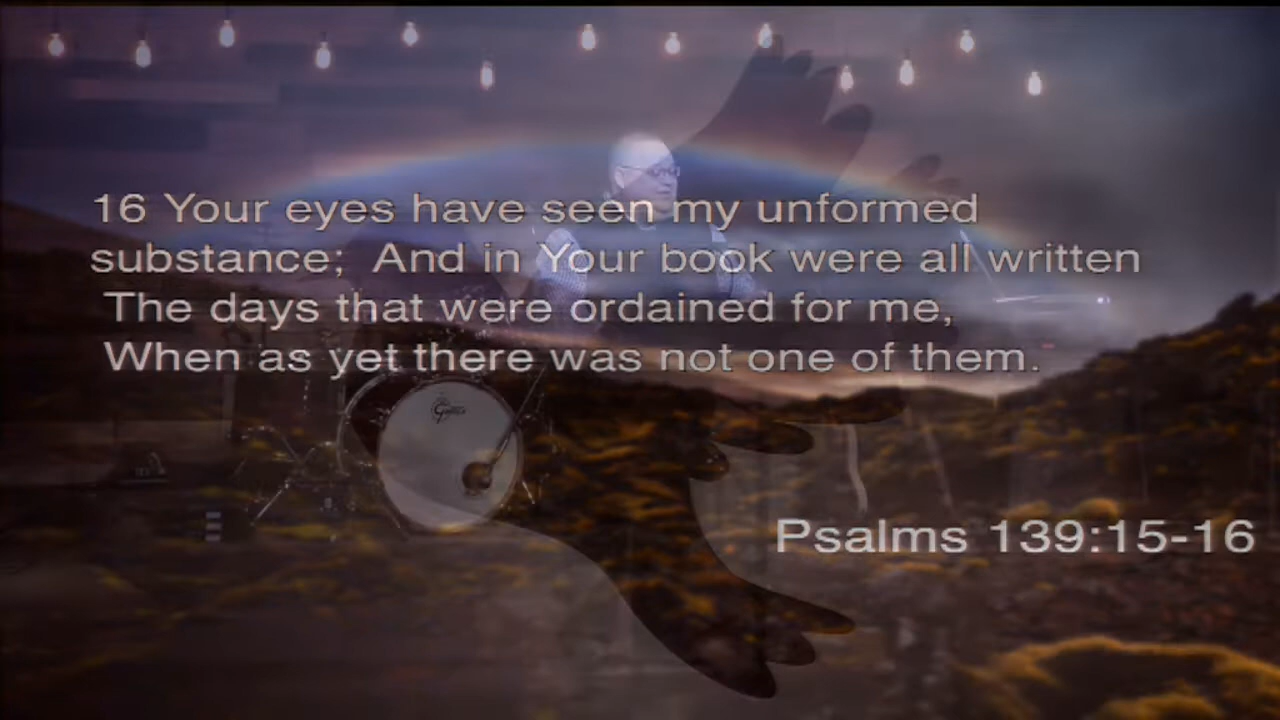 16 Your eyes have seen my unformed
substance; And in Your book were all written
The days that were ordained for me,
When as yet there was not one of them.
Gretsch
Psalms 139:15-16